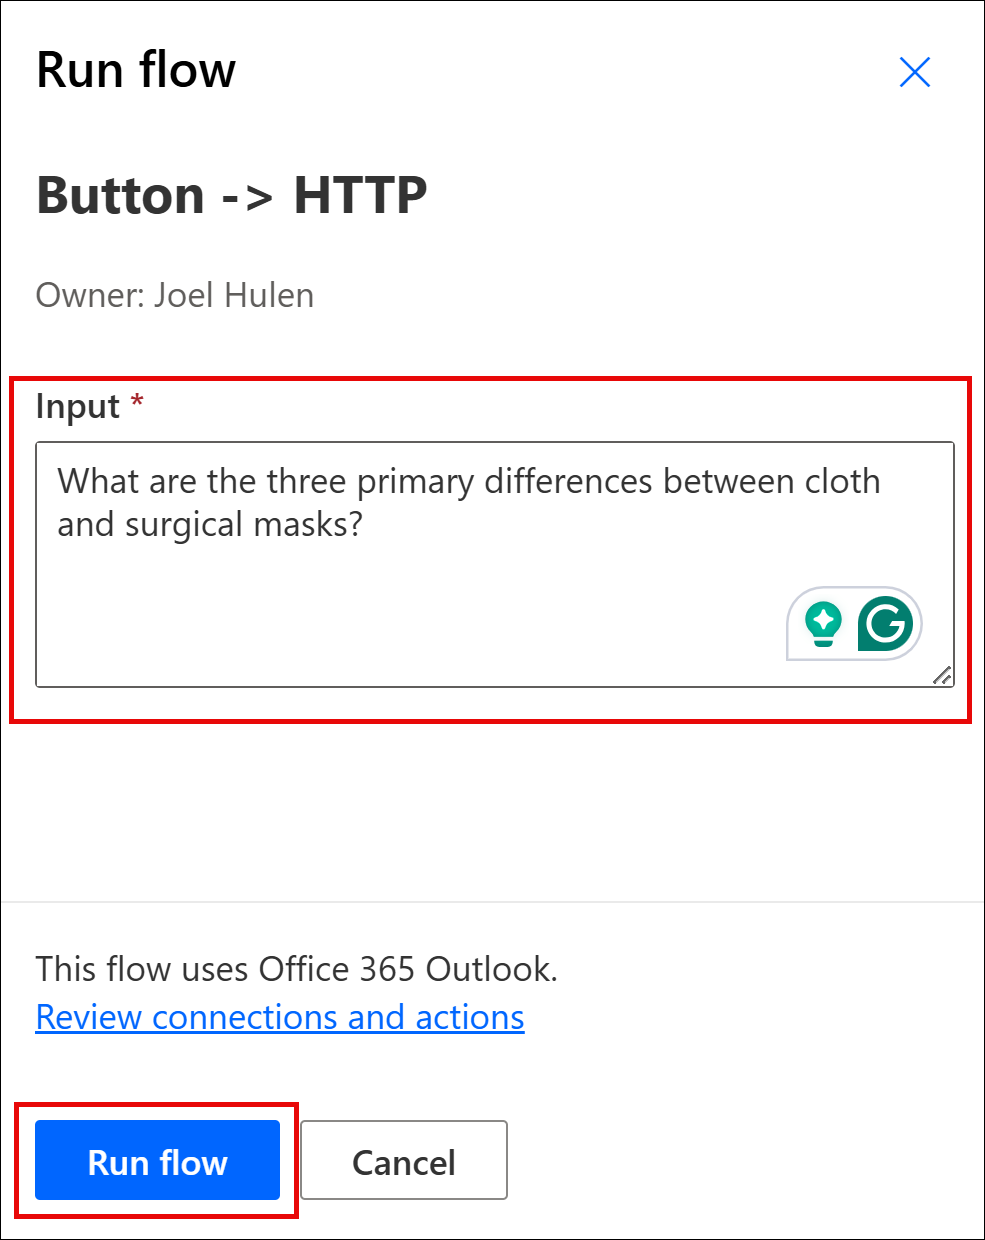 Run flow
Button -> HTTP
Owner: Joel Hulen
Input *
What are the three primary differences between cloth
and surgical masks?
This flow uses Office 365 Outlook.
Review connections and actions
Run flow
Cancel